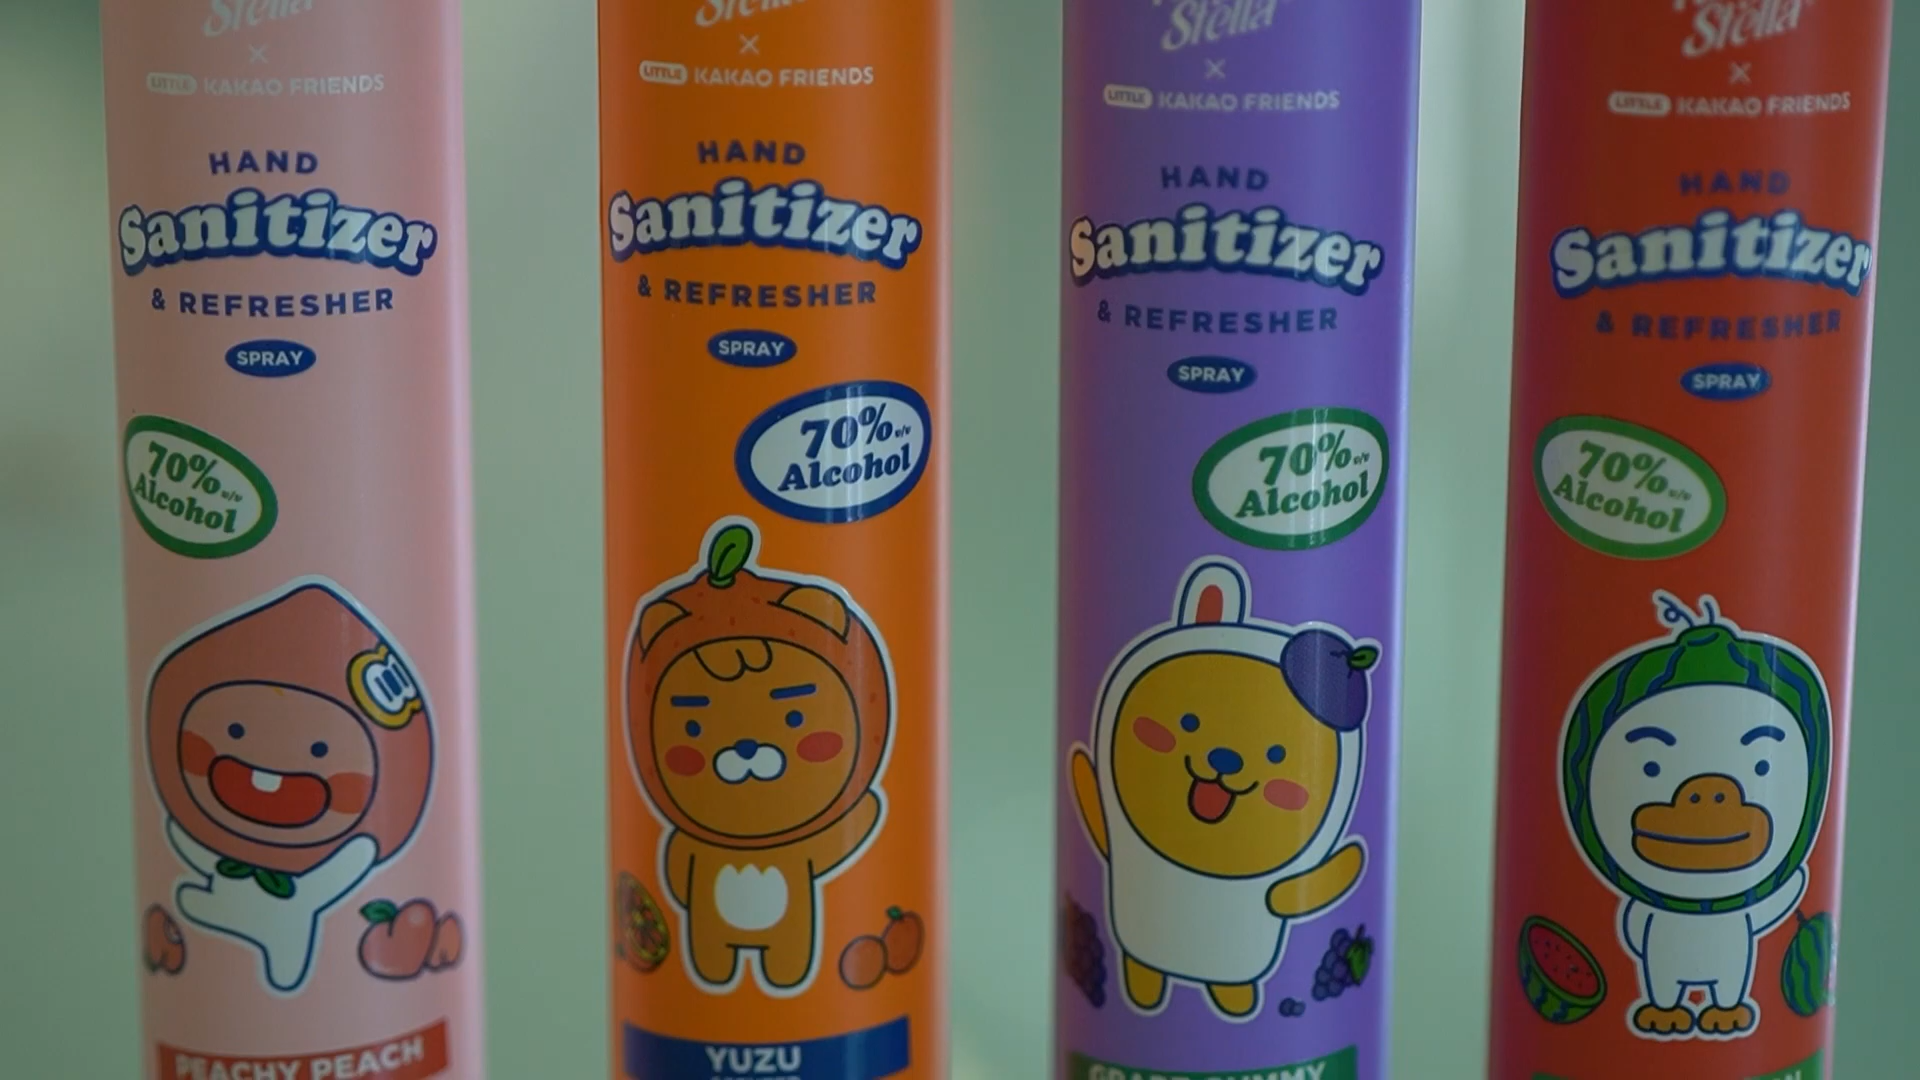 Stella
×
LITTLE KAKAO FRIENDS
HAND
Sanitizer
& REFRESHER
SPRAY
70% v/v
Alcohol
PEACHY PEACH
Stella
×
LITTLE KAKAO FRIENDS
HAND
Sanitizer
& REFRESHER
SPRAY
70% v/v
Alcohol
YUZU
Stella
×
LITTLE KAKAO FRIENDS
HAND
Sanitizer
& REFRESHER
SPRAY
70% v/v
Alcohol
GRAPE GUMMY
Stella
×
LITTLE KAKAO FRIENDS
HAND
Sanitizer
& REFRESHER
SPRAY
70% v/v
Alcohol